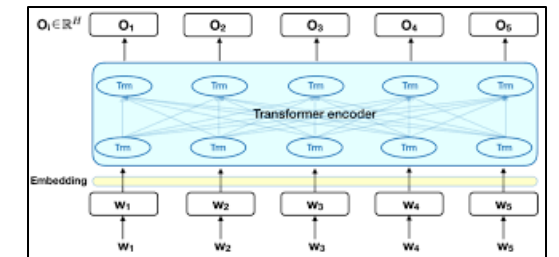 Oᵢ∈ℝᴴ O₁ O₂ O₃ O₄ O₅
Trm Trm Trm Trm Trm
Transformer encoder
Trm Trm Trm Trm Trm
Embedding
W₁ W₂ W₃ W₄ W₅
W₁ W₂ W₃ W₄ W₅